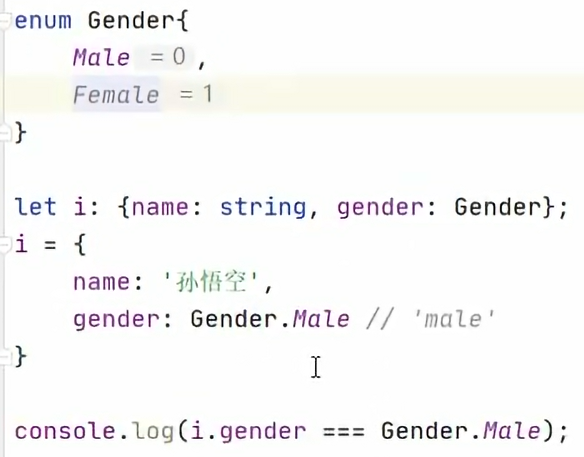 enum Gender{
    Male = 0 ,
    Female = 1
}
let i: {name: string, gender: Gender};
i = {
    name: '孙悟空',
    gender: Gender.Male // 'male'
}
console.log(i.gender === Gender.Male);